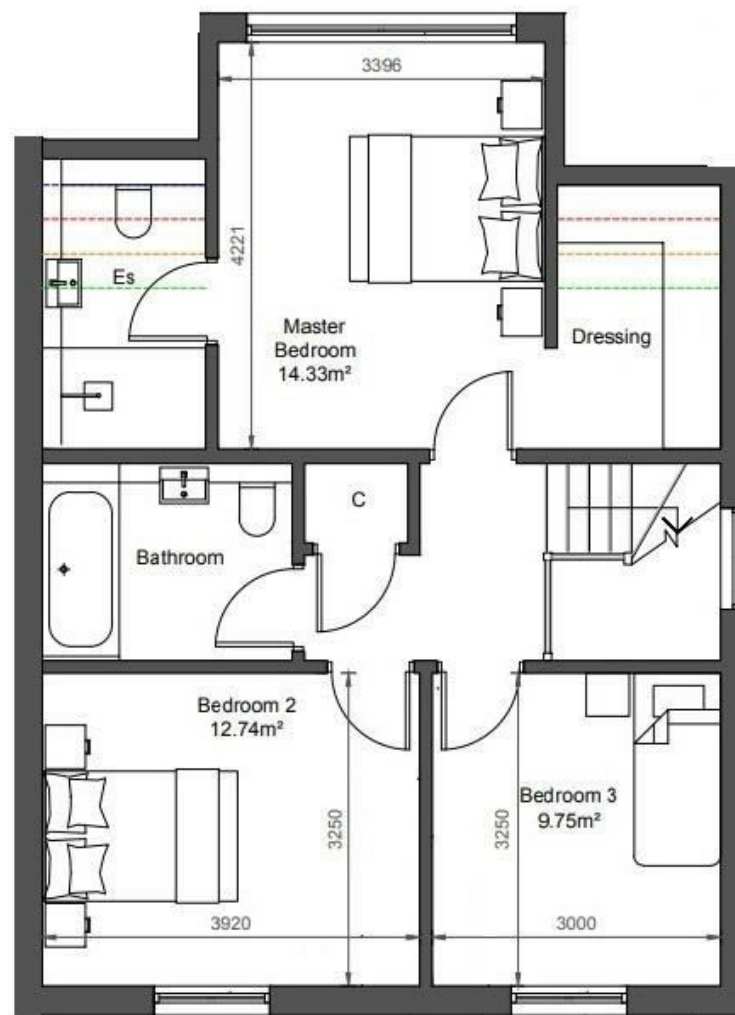 3396
4221
Es
Master
Bedroom
14.33m²
Dressing
C
Bathroom
Bedroom 2
12.74m²
3250
3920
Bedroom 3
9.75m²
3250
3000